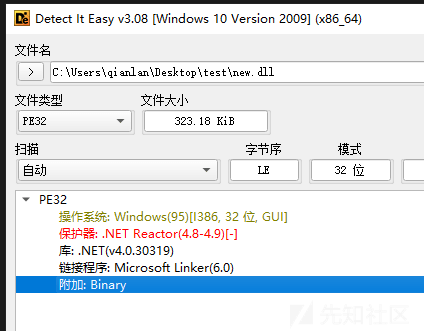 Detect It Easy v3.08 [Windows 10 Version 2009] (x86_64)
文件名
> C:\Users\qianlan\Desktop\test\new.dll
文件类型 文件大小
PE32 323.18 KiB
扫描 字节序 模式
自动 LE 32 位
PE32
操作系统: Windows(95)[I386, 32 位, GUI]
保护器: .NET Reactor(4.8-4.9)[-]
库: .NET(v4.0.30319)
链接程序: Microsoft Linker(6.0)
附加: Binary
先知社区